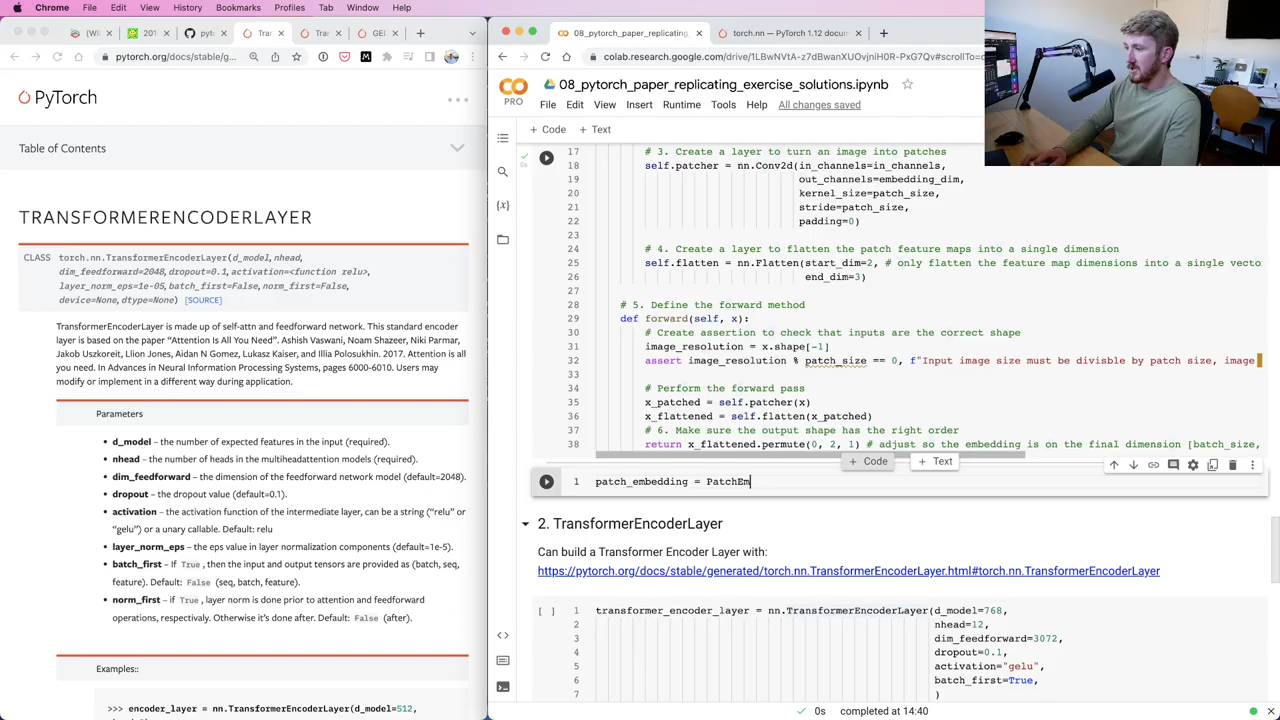 Chrome File Edit View History Bookmarks Profiles Tab Window Help
(W
201
pyt
Tra
Tra
GEL
08_pytorch_paper_replicating_
torch.nn — PyTorch 1.12 docum
pytorch.org/docs/stable/g...
colab.research.google.com/drive/1LBwNVtA-z7dBwanXUOvjniH0R-PxG7Qv#scrollTo=
PyTorch
Table of Contents
TRANSFORMERENCODERLAYER
CLASS torch.nn.TransformerEncoderLayer(d_model, nhead,
dim_feedforward=2048, dropout=0.1, activation=<function relu>,
layer_norm_eps=1e-05, batch_first=False, norm_first=False,
device=None, dtype=None) [SOURCE]
TransformerEncoderLayer is made up of self-attn and feedforward network. This standard encoder
layer is based on the paper “Attention Is All You Need”. Ashish Vaswani, Noam Shazeer, Niki Parmar,
Jakob Uszkoreit, Llion Jones, Aidan N Gomez, Lukasz Kaiser, and Illia Polosukhin. 2017. Attention is all
you need. In Advances in Neural Information Processing Systems, pages 6000-6010. Users may
modify or implement in a different way during application.
Parameters
• d_model – the number of expected features in the input (required).
• nhead – the number of heads in the multiheadattention models (required).
• dim_feedforward – the dimension of the feedforward network model (default=2048).
• dropout – the dropout value (default=0.1).
• activation – the activation function of the intermediate layer, can be a string (“relu” or
“gelu”) or a unary callable. Default: relu
• layer_norm_eps – the eps value in layer normalization components (default=1e-5).
• batch_first – If True, then the input and output tensors are provided as (batch, seq,
feature). Default: False (seq, batch, feature).
• norm_first – if True, layer norm is done prior to attention and feedforward
operations, respectivaly. Otherwise it’s done after. Default: False (after).
Examples::
>>> encoder_layer = nn.TransformerEncoderLayer(d_model=512,
CO
PRO
08_pytorch_paper_replicating_exercise_solutions.ipynb
File Edit View Insert Runtime Tools Help All changes saved
+ Code + Text
{x}
0s
17 # 3. Create a layer to turn an image into patches
18 self.patcher = nn.Conv2d(in_channels=in_channels,
19 out_channels=embedding_dim,
20 kernel_size=patch_size,
21 stride=patch_size,
22 padding=0)
23
24 # 4. Create a layer to flatten the patch feature maps into a single dimension
25 self.flatten = nn.Flatten(start_dim=2, # only flatten the feature map dimensions into a single vecto
26 end_dim=3)
27
28 # 5. Define the forward method
29 def forward(self, x):
30 # Create assertion to check that inputs are the correct shape
31 image_resolution = x.shape[-1]
32 assert image_resolution % patch_size == 0, f"Input image size must be divisble by patch size, image
33
34 # Perform the forward pass
35 x_patched = self.patcher(x)
36 x_flattened = self.flatten(x_patched)
37 # 6. Make sure the output shape has the right order
38 return x_flattened.permute(0, 2, 1) # adjust so the embedding is on the final dimension [batch_size,
+ Code + Text
1 patch_embedding = PatchEm
2. TransformerEncoderLayer
Can build a Transformer Encoder Layer with:
https://pytorch.org/docs/stable/generated/torch.nn.TransformerEncoderLayer.html#torch.nn.TransformerEncoderLayer
[ ] 1 transformer_encoder_layer = nn.TransformerEncoderLayer(d_model=768,
2 nhead=12,
3 dim_feedforward=3072,
4 dropout=0.1,
5 activation="gelu",
6 batch_first=True,
7 )
0s completed at 14:40